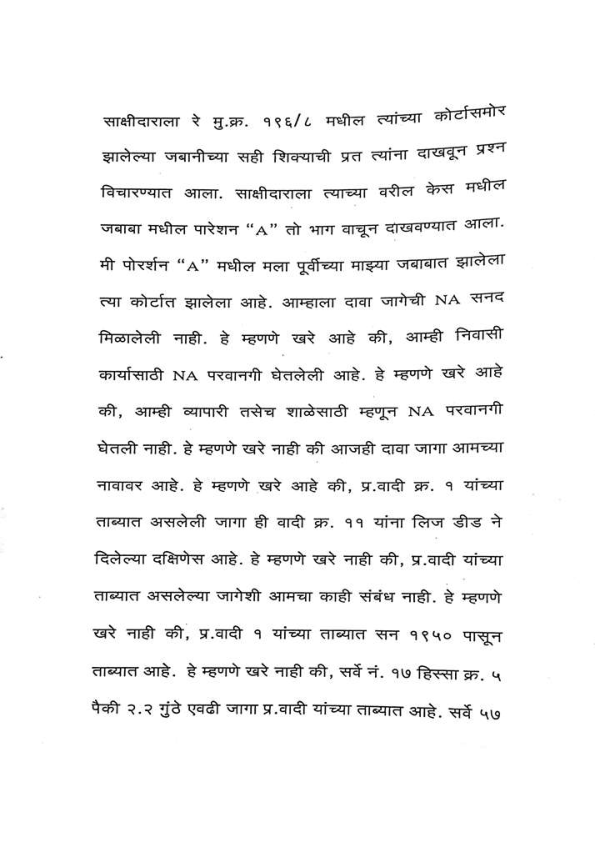 साक्षीदाराला रे मु.क्र. १९६/८ मधील त्यांच्या कोर्टासमोर
झालेल्या जबानीच्या सही शिक्याची प्रत त्यांना दाखवून प्रश्न
विचारण्यात आला. साक्षीदाराला त्याच्या वरील केस मधील
जबाबा मधील पारेशन “A” तो भाग वाचून दाखवण्यात आला.
मी पोरर्शन “A” मधील मला पूर्वीच्या माझ्या जबाबात झालेला
त्या कोर्टात झालेला आहे. आम्हाला दावा जागेची NA सनद
मिळालेली नाही. हे म्हणणे खरे आहे की, आम्ही निवासी
कार्यासाठी NA परवानगी घेतलेली आहे. हे म्हणणे खरे आहे
की, आम्ही व्यापारी तसेच शाळेसाठी म्हणून NA परवानगी
घेतली नाही. हे म्हणणे खरे नाही की आजही दावा जागा आमच्या
नावावर आहे. हे म्हणणे खरे आहे की, प्र.वादी क्र. १ यांच्या
ताब्यात असलेली जागा ही वादी क्र. ११ यांना लिज डीड ने
दिलेल्या दक्षिणेस आहे. हे म्हणणे खरे नाही की, प्र.वादी यांच्या
ताब्यात असलेल्या जागेशी आमचा काही संबंध नाही. हे म्हणणे
खरे नाही की, प्र.वादी १ यांच्या ताब्यात सन १९५० पासून
ताब्यात आहे. हे म्हणणे खरे नाही की, सर्वे नं. १७ हिस्सा क्र. ५
पैकी २.२ गुंठे एवढी जागा प्र.वादी यांच्या ताब्यात आहे. सर्वे ५७